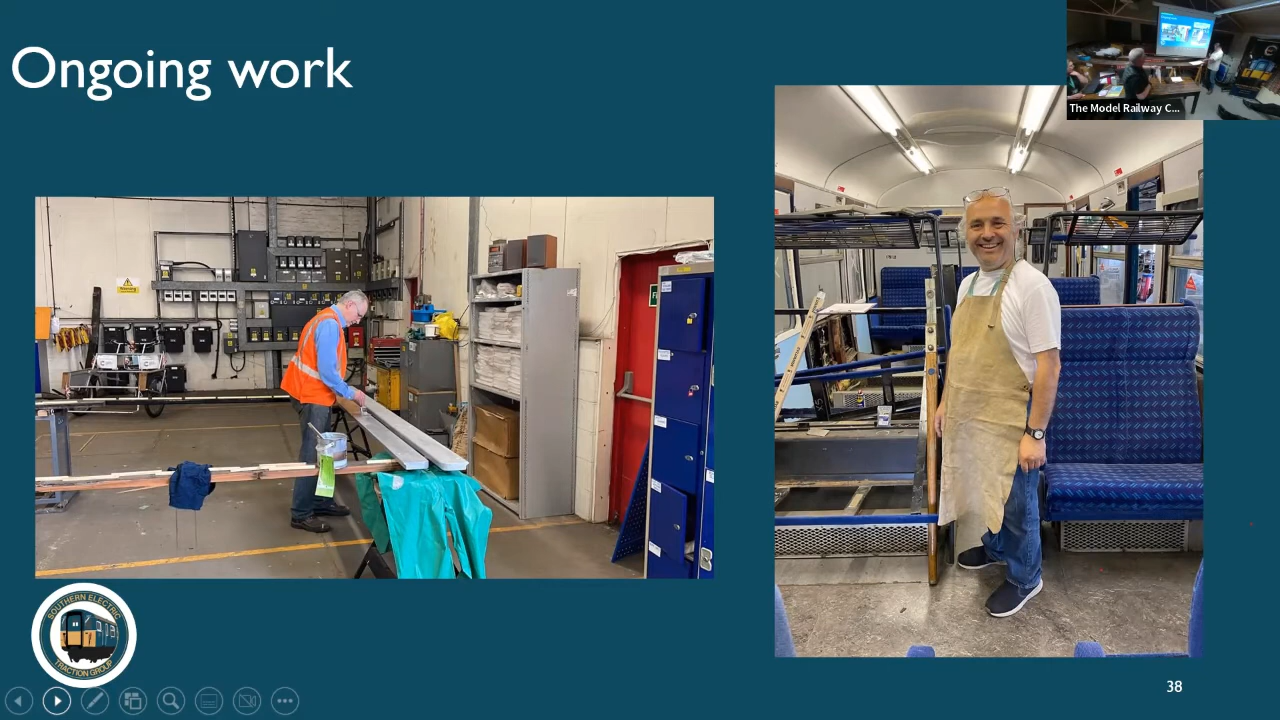 Ongoing work
The Model Railway C...
SOUTHERN ELECTRIC
TRACTION GROUP
38